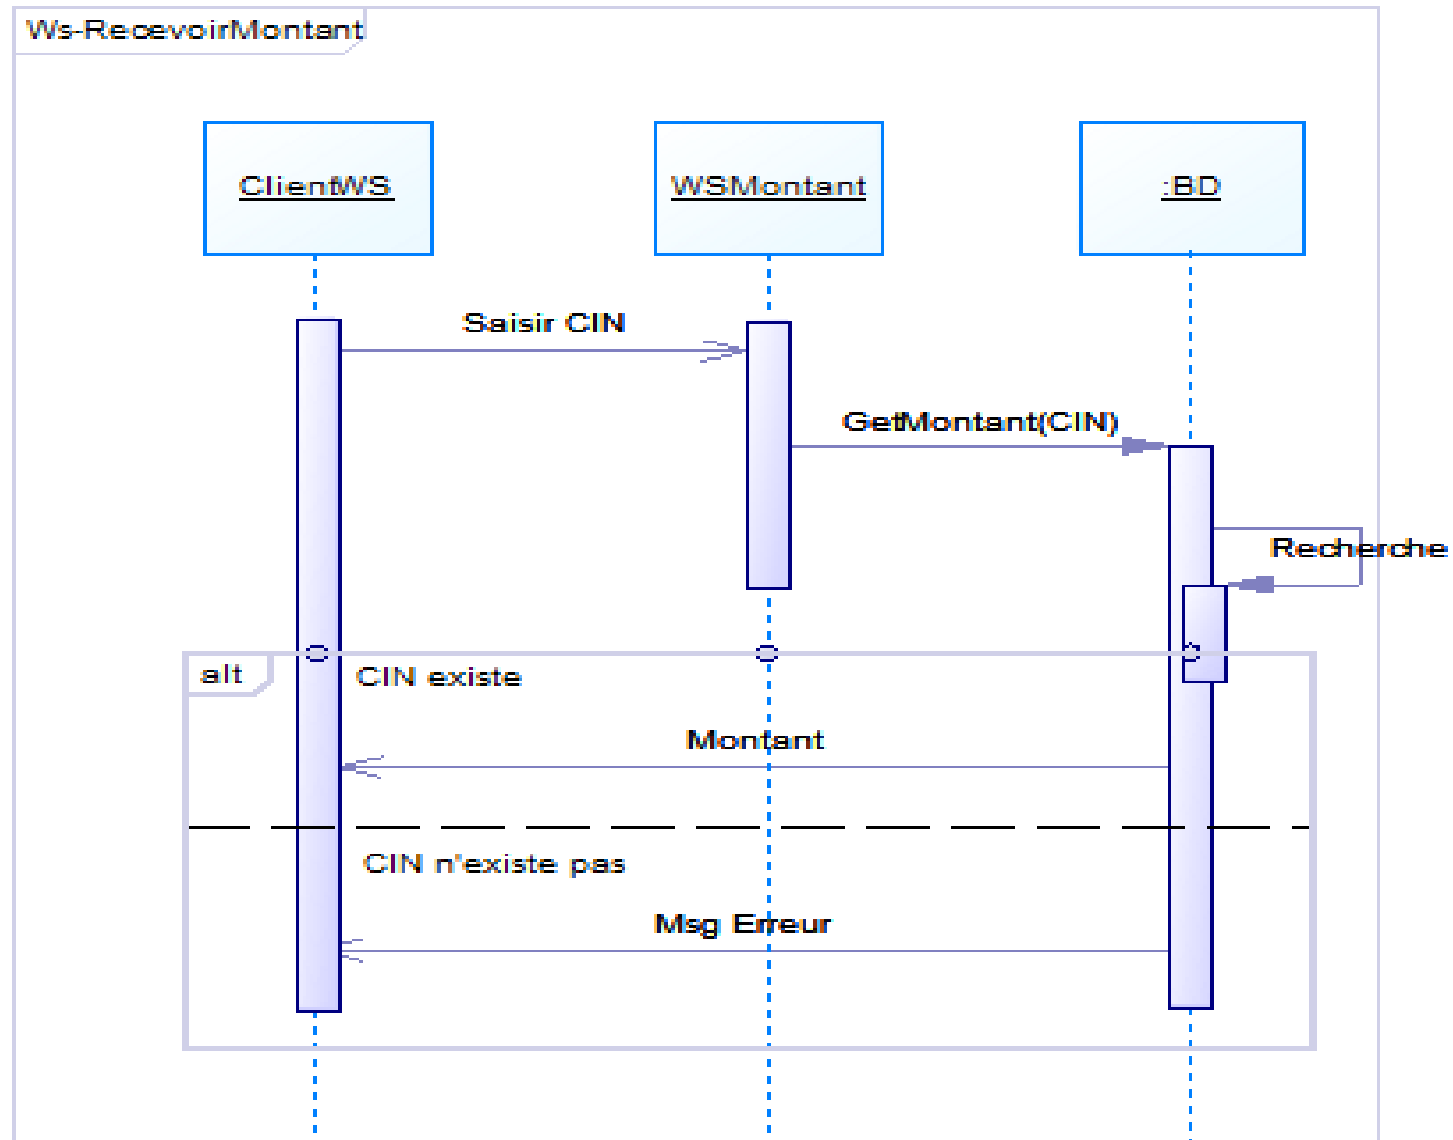 Ws-RecevoirMontant
ClientWS
WSMontant
:BD
Saisir CIN
GetMontant(CIN)
Recherche
alt
CIN existe
Montant
CIN n'existe pas
Msg Erreur